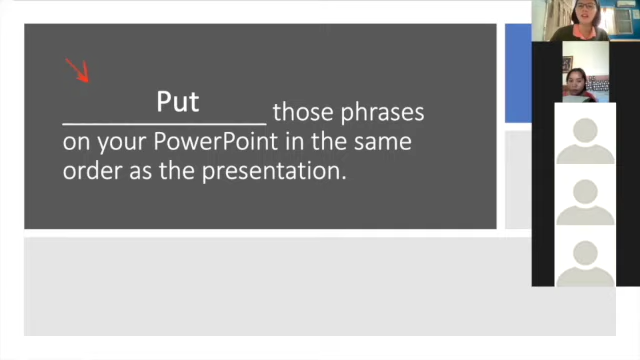 Put
those phrases
on your PowerPoint in the same
order as the presentation.